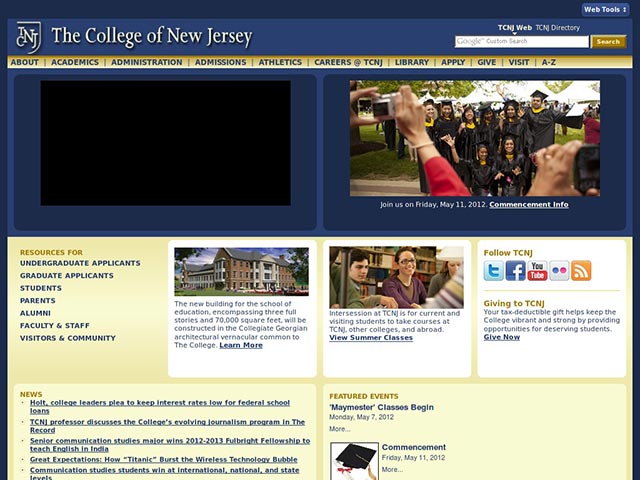 Web Tools ↕
TCNJ
The College of New Jersey
TCNJ Web TCNJ Directory
Google™ Custom Search
Search
ABOUT | ACADEMICS | ADMINISTRATION | ADMISSIONS | ATHLETICS | CAREERS @ TCNJ | LIBRARY | APPLY | GIVE | VISIT | A-Z
Join us on Friday, May 11, 2012. Commencement Info
RESOURCES FOR
UNDERGRADUATE APPLICANTS
GRADUATE APPLICANTS
STUDENTS
PARENTS
ALUMNI
FACULTY & STAFF
VISITORS & COMMUNITY
The new building for the school of
education, encompassing three full
stories and 70,000 square feet, will be
constructed in the Collegiate Georgian
architectural vernacular common to
The College. Learn More
Intersession at TCNJ is for current and
visiting students to take courses at
TCNJ, other colleges, and abroad.
View Summer Classes
Follow TCNJ
You Tube
Giving to TCNJ
Your tax-deductible gift helps keep the
College vibrant and strong by providing
opportunities for deserving students.
Give Now
NEWS
· Holt, college leaders plea to keep interest rates low for federal school
loans
· TCNJ professor discusses the College's evolving journalism program in The
Record
· Senior communication studies major wins 2012-2013 Fulbright Fellowship to
teach English in India
· Great Expectations: How "Titanic" Burst the Wireless Technology Bubble
· Communication studies students win at international, national, and state
levels
FEATURED EVENTS
'Maymester' Classes Begin
Monday, May 7, 2012
More...
Commencement
Friday, May 11, 2012
More...